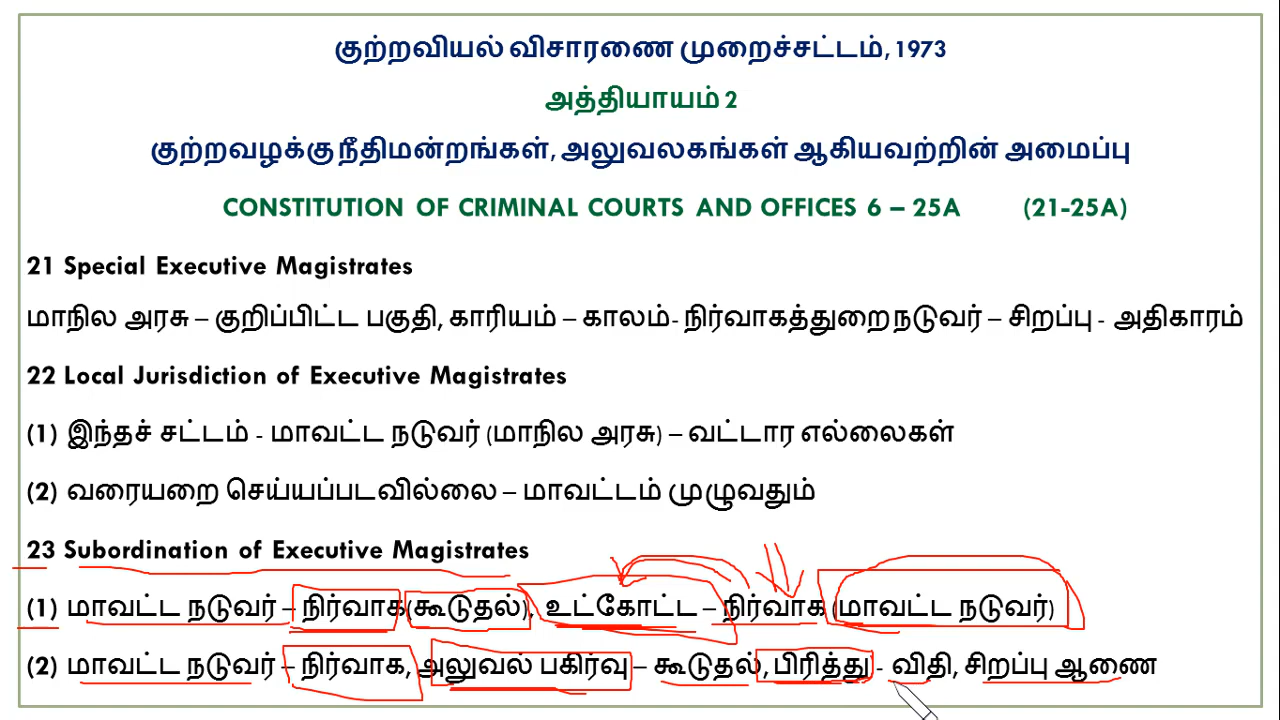 குற்றவியல் விசாரணை முறைச்சட்டம், 1973
அத்தியாயம் 2
குற்றவழக்கு நீதிமன்றங்கள், அலுவலகங்கள் ஆகியவற்றின் அமைப்பு
CONSTITUTION OF CRIMINAL COURTS AND OFFICES 6 – 25A (21-25A)
21 Special Executive Magistrates
மாநில அரசு – குறிப்பிட்ட பகுதி, காரியம் – காலம்- நிர்வாகத்துறை நடுவர் – சிறப்பு - அதிகாரம்
22 Local Jurisdiction of Executive Magistrates
(1) இந்தச் சட்டம் - மாவட்ட நடுவர் (மாநில அரசு) – வட்டார எல்லைகள்
(2) வரையறை செய்யப்படவில்லை – மாவட்டம் முழுவதும்
23 Subordination of Executive Magistrates
(1) மாவட்ட நடுவர் – நிர்வாக(கூடுதல்), உட்கோட்ட – நிர்வாக (மாவட்ட நடுவர்)
(2) மாவட்ட நடுவர் – நிர்வாக, அலுவல் பகிர்வு – கூடுதல், பிரித்து - விதி, சிறப்பு ஆணை